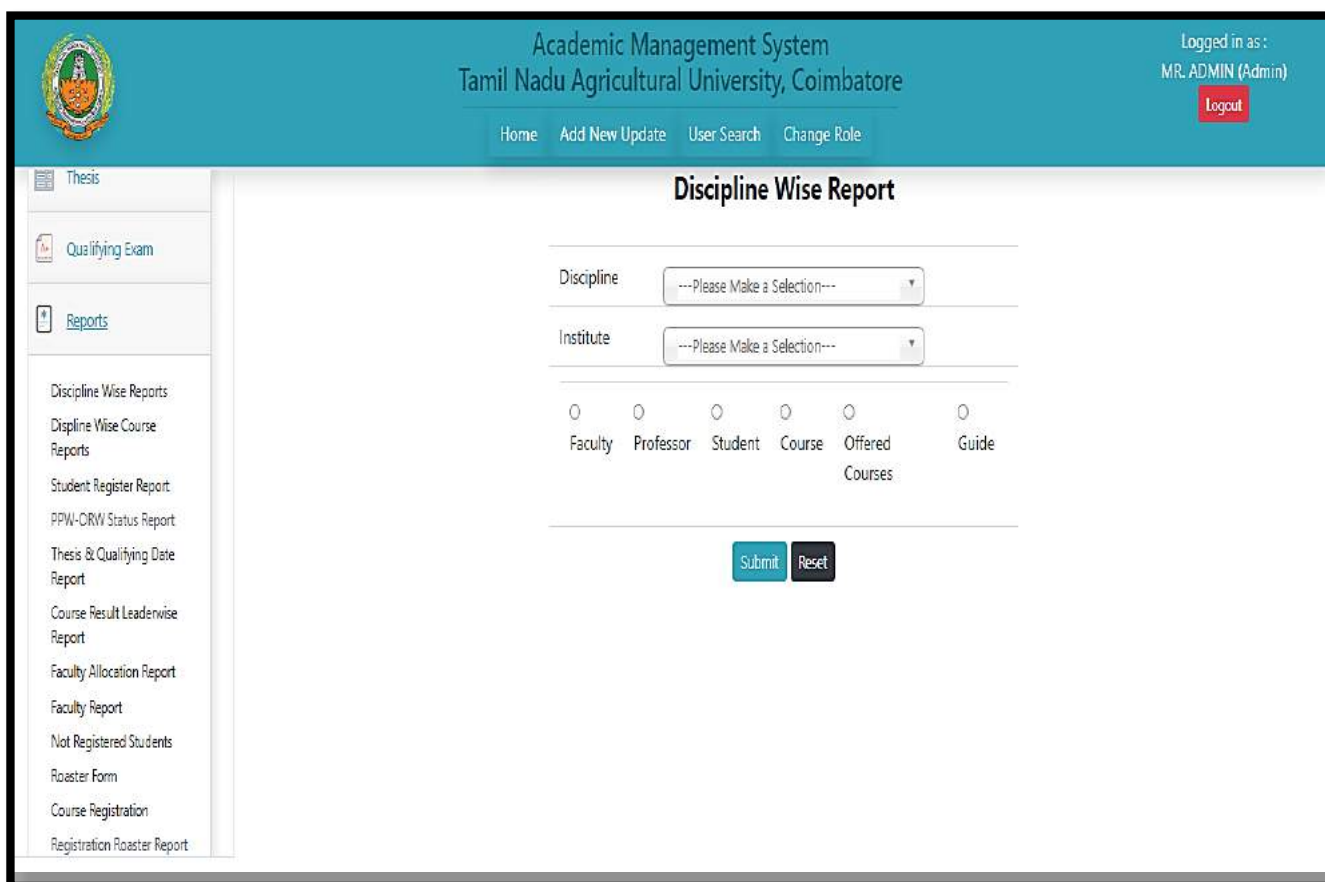 Academic Management System
Tamil Nadu Agricultural University, Coimbatore
Logged in as :
MR. ADMIN (Admin)
Logout
Home Add New Update User Search Change Role
Thesis
Qualifying Exam
Reports
Discipline Wise Reports
Displine Wise Course
Reports
Student Register Report
PPW-ORW Status Report
Thesis & Qualifying Date
Report
Course Result Leaderwise
Report
Faculty Allocation Report
Faculty Report
Not Registered Students
Roaster Form
Course Registration
Registration Roaster Report
Discipline Wise Report
Discipline ---Please Make a Selection---
Institute ---Please Make a Selection---
Faculty Professor Student Course Offered Guide
Courses
Submit Reset